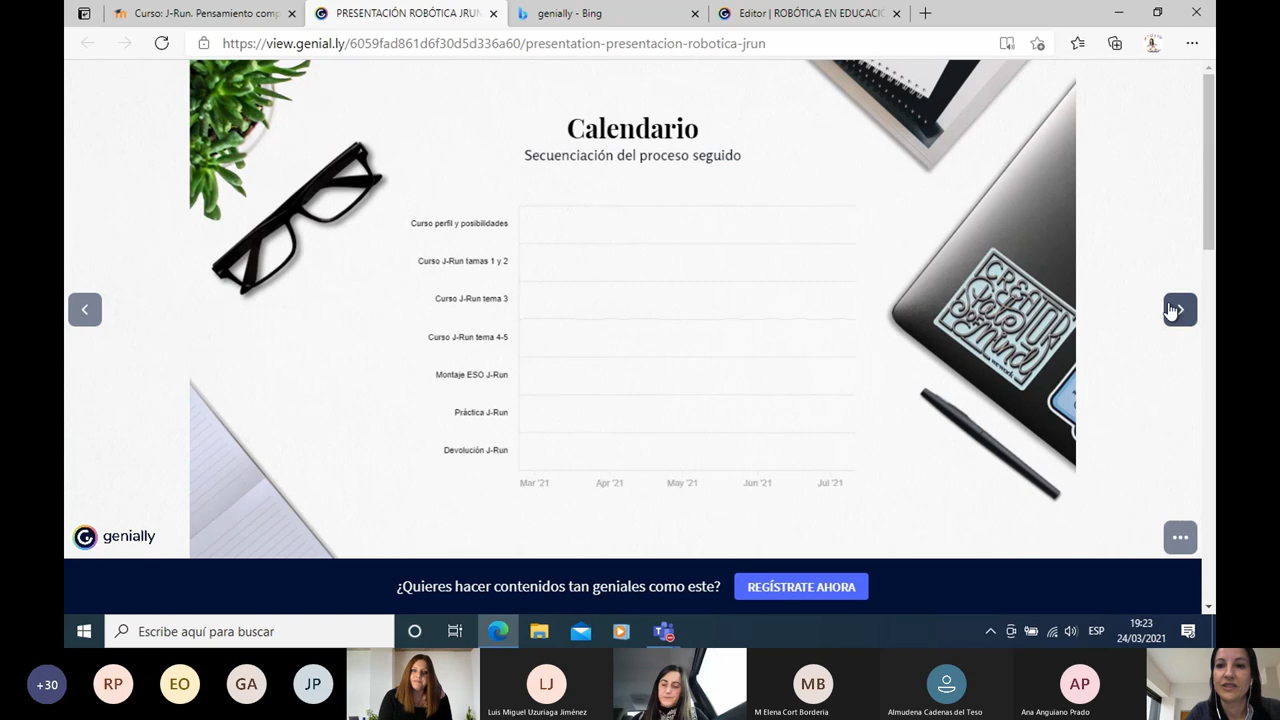 Curso: J-Run. Pensamiento comp
PRESENTACIÓN ROBÓTICA JRUN
genially - Bing
Editor | ROBÓTICA EN EDUCACIÓ
https://view.genial.ly/6059fad861d6f30d5d336a60/presentation-presentacion-robotica-jrun
Calendario
Secuenciación del proceso seguido
Curso perfil y posibilidades
Curso J-Run tamas 1 y 2
Curso J-Run tema 3
Curso J-Run tema 4-5
Montaje ESO J-Run
Práctica J-Run
Devolución J-Run
Mar '21 Apr '21 May '21 Jun '21 Jul '21
CREATOR
State
OF
Mind
genially
¿Quieres hacer contenidos tan geniales como este? REGÍSTRATE AHORA
Escribe aquí para buscar
ESP
19:23
24/03/2021
+30 RP EO GA JP LJ MB AP
Luis Miguel Uzuriaga Jiménez
M Elena Cort Borderia
Almudena Cadenas del Teso
Ana Anguiano Prado